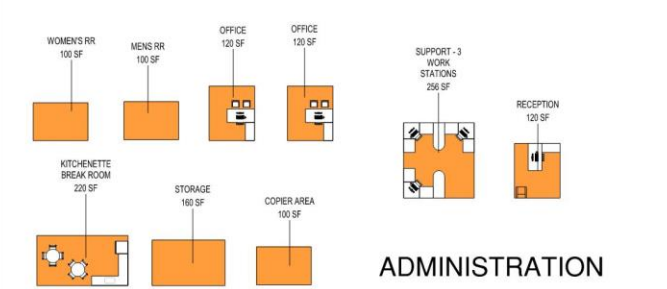 WOMEN'S RR
100 SF
MENS RR
100 SF
OFFICE
120 SF
OFFICE
120 SF
SUPPORT - 3
WORK
STATIONS
256 SF
RECEPTION
120 SF
KITCHENETTE
BREAK ROOM
220 SF
STORAGE
160 SF
COPIER AREA
100 SF
ADMINISTRATION